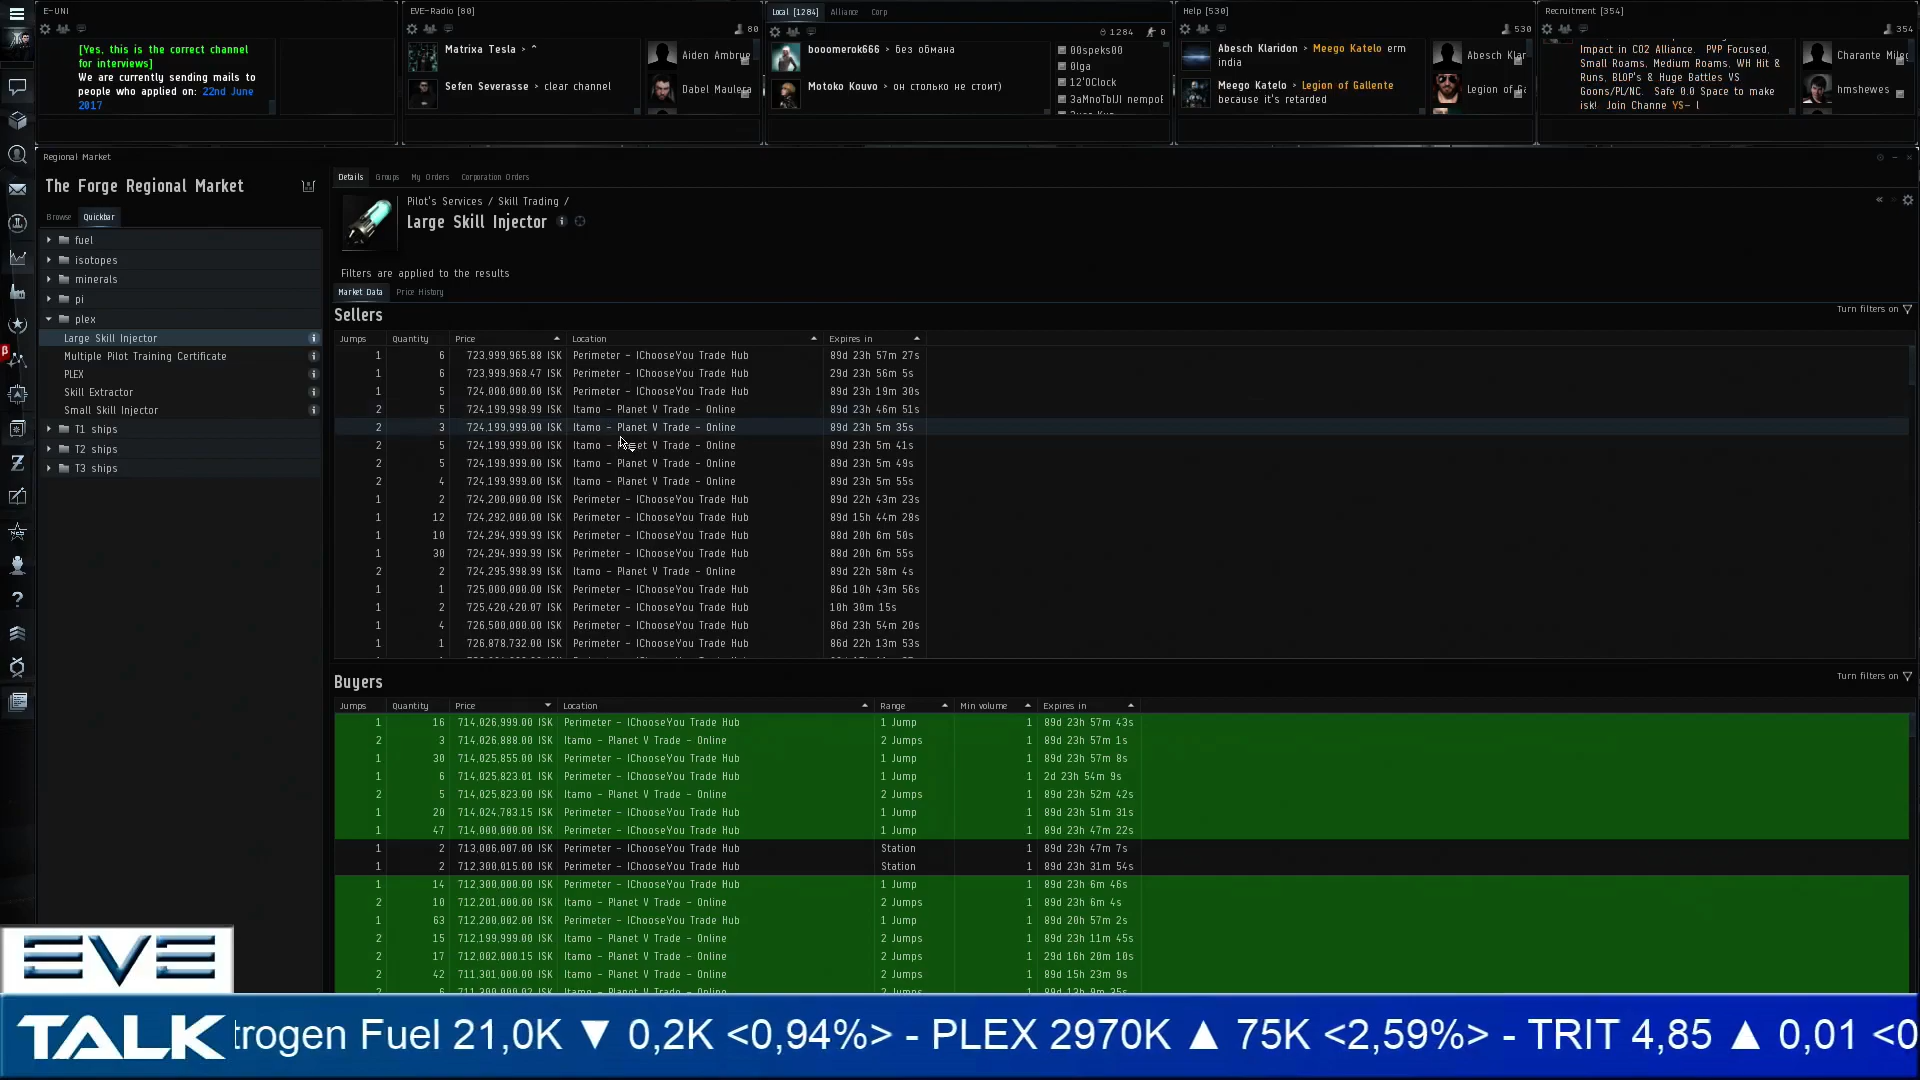 E-UNI
[Yes, this is the correct channel
for interviews]
We are currently sending mails to
people who applied on: 22nd June
2017
EVE-Radio [80]
80
Matrixa Tesla > ^
Sefen Severasse > clear channel
Aiden Ambrue
Dabel Maulera
Local [1284]
Alliance
Corp
1284
0
booomerok666 > без обмана
Motoko Kouvo > он столько не стоит)
00speks00
0lga
12'0Clock
Help [530]
530
Abesch Klaridon > Meego Katelo erm
india
Meego Katelo > Legion of Gallente
because it's retarded
Abesch Klar
Legion of Ga
Recruitment [354]
354
Impact in CO2 Alliance. PVP Focused,
Small Roams, Medium Roams, WH Hit &
Runs, BLOP's & Huge Battles VS
Goons/PL/NC. Safe 0.0 Space to make
isk! Join Channe YS- l
Charante Mileg
hmshewes
Regional Market
The Forge Regional Market
Browse
Quickbar
fuel
isotopes
minerals
pi
plex
Large Skill Injector
Multiple Pilot Training Certificate
PLEX
Skill Extractor
Small Skill Injector
T1 ships
T2 ships
T3 ships
Details Groups My Orders Corporation Orders
Pilot's Services / Skill Trading /
Large Skill Injector
Filters are applied to the results
Market Data Price History
Sellers
Turn filters on
Jumps Quantity Price Location Expires in
1 6 723,999,965.88 ISK Perimeter - IChooseYou Trade Hub 89d 23h 57m 27s
1 6 723,999,968.47 ISK Perimeter - IChooseYou Trade Hub 29d 23h 56m 5s
1 5 724,000,000.00 ISK Perimeter - IChooseYou Trade Hub 89d 23h 19m 30s
2 5 724,199,998.99 ISK Itamo - Planet V Trade - Online 89d 23h 46m 51s
2 3 724,199,999.00 ISK Itamo - Planet V Trade - Online 89d 23h 5m 35s
2 5 724,199,999.00 ISK Itamo - Planet V Trade - Online 89d 23h 5m 41s
2 5 724,199,999.00 ISK Itamo - Planet V Trade - Online 89d 23h 5m 49s
2 4 724,199,999.00 ISK Itamo - Planet V Trade - Online 89d 23h 5m 55s
1 2 724,200,000.00 ISK Perimeter - IChooseYou Trade Hub 89d 22h 43m 23s
1 12 724,292,000.00 ISK Perimeter - IChooseYou Trade Hub 89d 15h 44m 28s
1 10 724,294,999.99 ISK Perimeter - IChooseYou Trade Hub 88d 20h 6m 50s
1 30 724,294,999.99 ISK Perimeter - IChooseYou Trade Hub 88d 20h 6m 55s
2 2 724,295,998.99 ISK Itamo - Planet V Trade - Online 89d 22h 58m 4s
1 1 725,000,000.00 ISK Perimeter - IChooseYou Trade Hub 86d 10h 43m 56s
1 2 725,420,420.07 ISK Perimeter - IChooseYou Trade Hub 10h 30m 15s
1 4 726,500,000.00 ISK Perimeter - IChooseYou Trade Hub 86d 23h 54m 20s
1 1 726,878,732.00 ISK Perimeter - IChooseYou Trade Hub 86d 22h 13m 53s
Buyers
Turn filters on
Jumps Quantity Price Location Range Min volume Expires in
1 16 714,026,999.00 ISK Perimeter - IChooseYou Trade Hub 1 Jump 1 89d 23h 57m 43s
2 3 714,026,888.00 ISK Itamo - Planet V Trade - Online 2 Jumps 1 89d 23h 57m 1s
1 30 714,025,855.00 ISK Perimeter - IChooseYou Trade Hub 1 Jump 1 89d 23h 57m 8s
1 6 714,025,823.01 ISK Perimeter - IChooseYou Trade Hub 1 Jump 1 2d 23h 54m 9s
2 5 714,025,823.00 ISK Itamo - Planet V Trade - Online 2 Jumps 1 89d 23h 52m 42s
1 20 714,024,783.15 ISK Perimeter - IChooseYou Trade Hub 1 Jump 1 89d 23h 51m 31s
1 47 714,000,000.00 ISK Perimeter - IChooseYou Trade Hub 1 Jump 1 89d 23h 47m 22s
1 2 713,006,007.00 ISK Perimeter - IChooseYou Trade Hub Station 1 89d 23h 47m 7s
1 2 712,300,015.00 ISK Perimeter - IChooseYou Trade Hub Station 1 89d 23h 31m 54s
1 14 712,300,000.00 ISK Perimeter - IChooseYou Trade Hub 1 Jump 1 89d 23h 6m 46s
2 10 712,201,000.00 ISK Itamo - Planet V Trade - Online 2 Jumps 1 89d 23h 6m 4s
1 63 712,200,002.00 ISK Perimeter - IChooseYou Trade Hub 1 Jump 1 89d 20h 57m 2s
2 15 712,199,999.00 ISK Itamo - Planet V Trade - Online 2 Jumps 1 89d 23h 11m 45s
2 17 712,002,000.15 ISK Itamo - Planet V Trade - Online 2 Jumps 1 29d 16h 20m 10s
2 42 711,301,000.00 ISK Itamo - Planet V Trade - Online 2 Jumps 1 89d 15h 23m 9s
EVE
TALK
trogen Fuel 21,0K ▼ 0,2K <0,94%> - PLEX 2970K ▲ 75K <2,59%> - TRIT 4,85 ▲ 0,01 <0